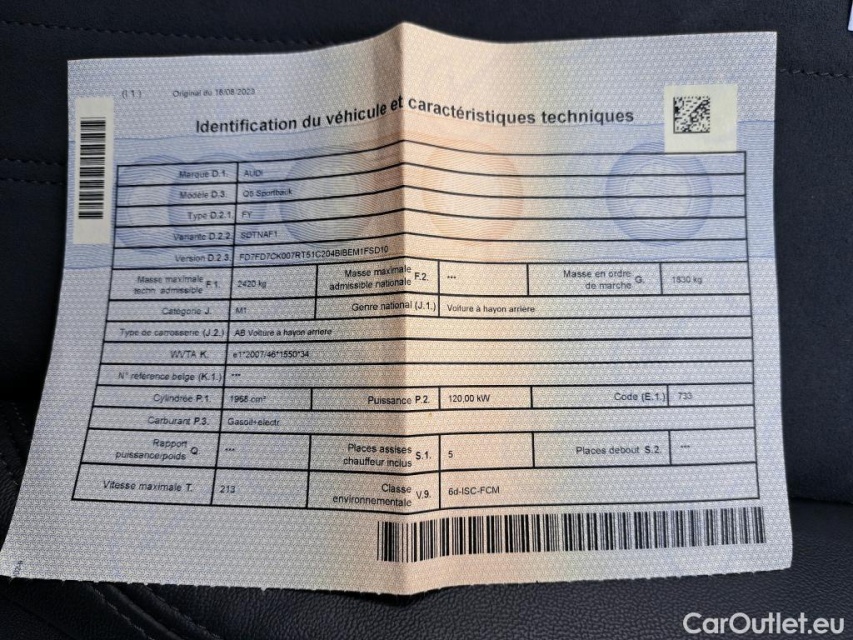 (I 1) Original du 18/08/2023
Identification du véhicule et caractéristiques techniques
Marque D.1. AUDI
Modèle D.3. Q5 Sportback
Type D.2.1. FY
Variante D.2.2. SDTNAF1
Version D.2.3. FD7FD7CK007RT51C204BIBEM1FSD10
Masse maximale techn. admissible F.1. 2420 kg Masse maximale admissible nationale F.2. --- Masse en ordre de marche G. 1830 kg
Catégorie J. M1 Genre national (J.1.) Voiture à hayon arrière
Type de carrosserie (J.2.) AB Voiture à hayon arrière
WVTA K. e1*2007/46*1550*34
N° référence belge (K.1.) ---
Cylindrée P.1. 1968 cm³ Puissance P.2. 120,00 kW Code (E.1.) 733
Carburant P.3. Gasoil+electr.
Rapport puissance/poids Q. --- Places assises chauffeur inclus S.1. 5 Places debout S.2. ---
Vitesse maximale T. 213 Classe environnementale V.9. 6d-ISC-FCM
CarOutlet.eu